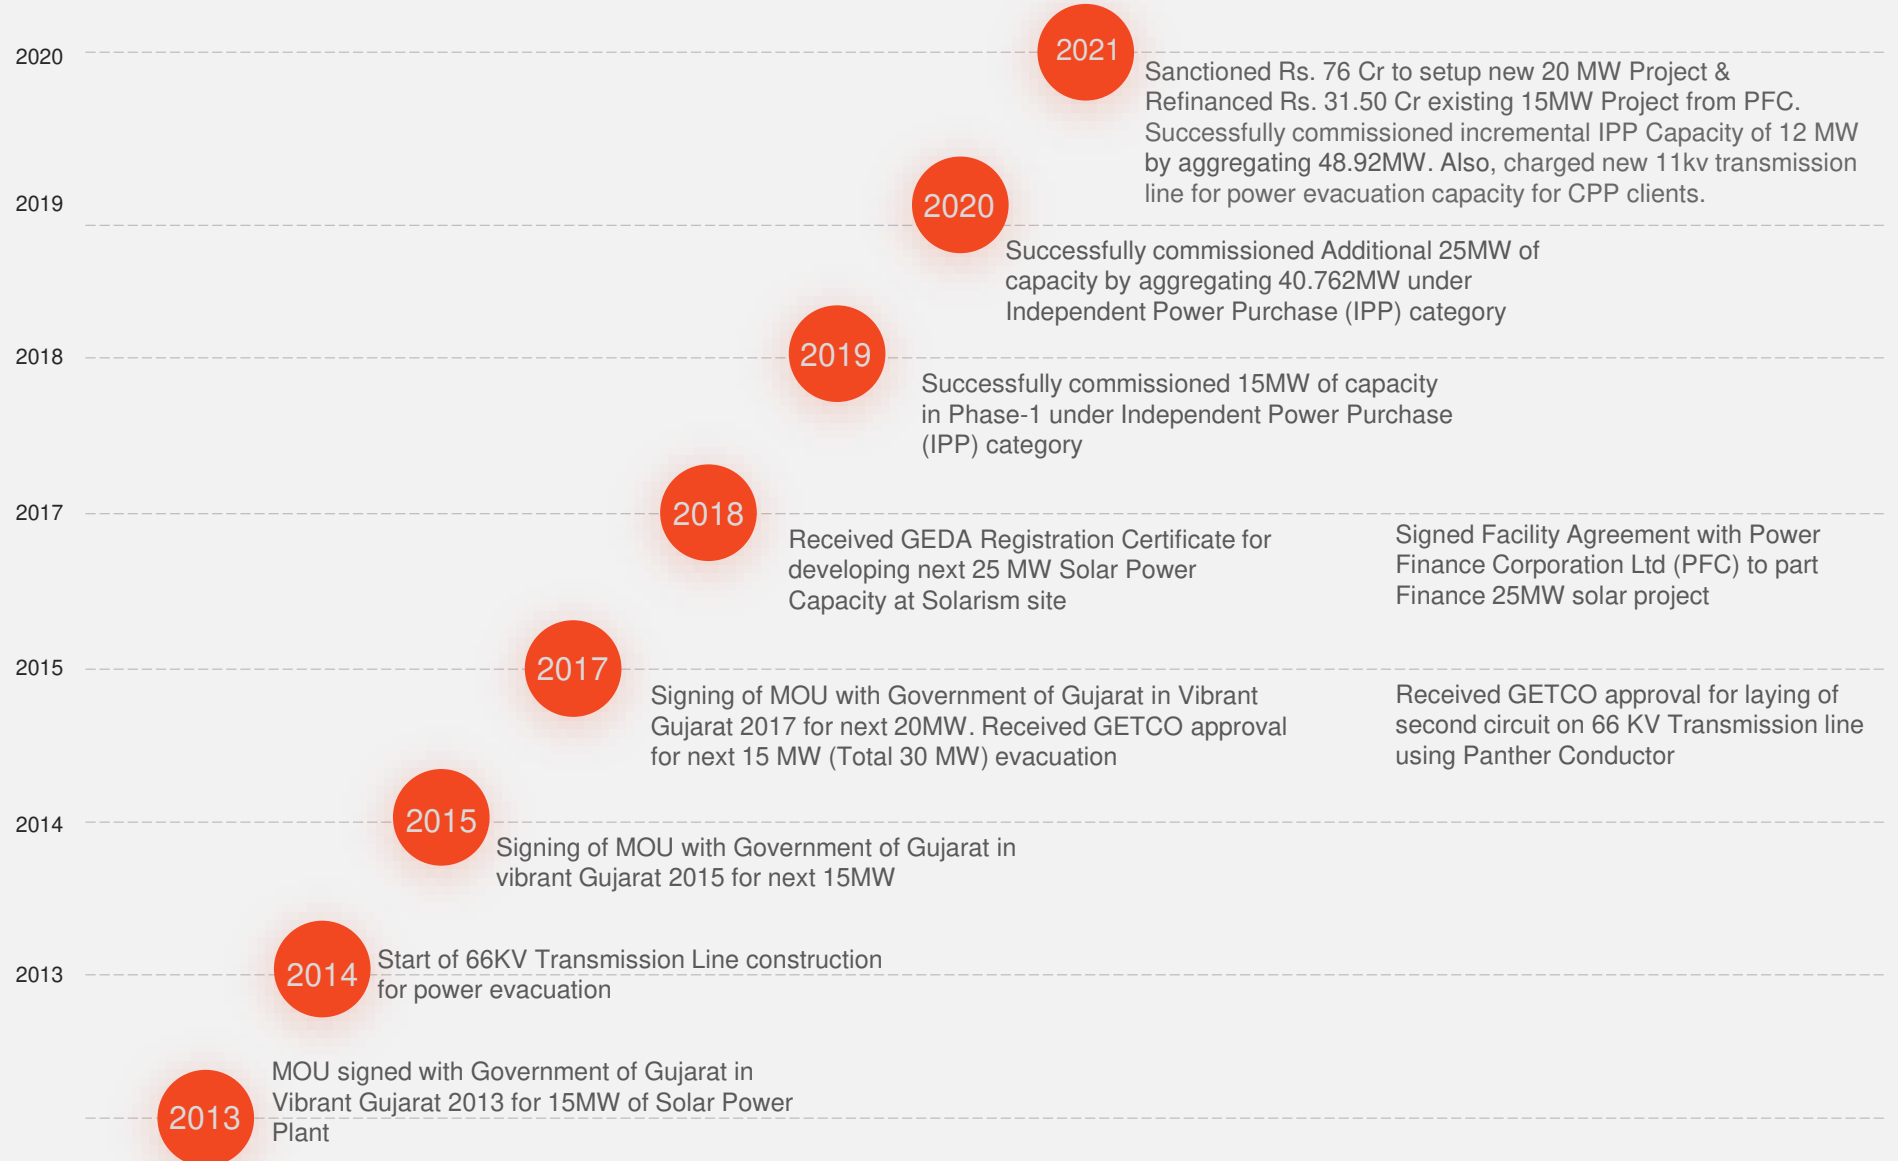 2020
2021
Sanctioned Rs. 76 Cr to setup new 20 MW Project &
Refinanced Rs. 31.50 Cr existing 15MW Project from PFC.
Successfully commissioned incremental IPP Capacity of 12 MW
by aggregating 48.92MW. Also, charged new 11kv transmission
line for power evacuation capacity for CPP clients.
2019
2020
Successfully commissioned Additional 25MW of
capacity by aggregating 40.762MW under
Independent Power Purchase (IPP) category
2018
2019
Successfully commissioned 15MW of capacity
in Phase-1 under Independent Power Purchase
(IPP) category
2017
2018
Received GEDA Registration Certificate for
developing next 25 MW Solar Power
Capacity at Solarism site
Signed Facility Agreement with Power
Finance Corporation Ltd (PFC) to part
Finance 25MW solar project
2015
2017
Signing of MOU with Government of Gujarat in Vibrant
Gujarat 2017 for next 20MW. Received GETCO approval
for next 15 MW (Total 30 MW) evacuation
Received GETCO approval for laying of
second circuit on 66 KV Transmission line
using Panther Conductor
2014
2015
Signing of MOU with Government of Gujarat in
vibrant Gujarat 2015 for next 15MW
2013
2014
Start of 66KV Transmission Line construction
for power evacuation
2013
MOU signed with Government of Gujarat in
Vibrant Gujarat 2013 for 15MW of Solar Power
Plant